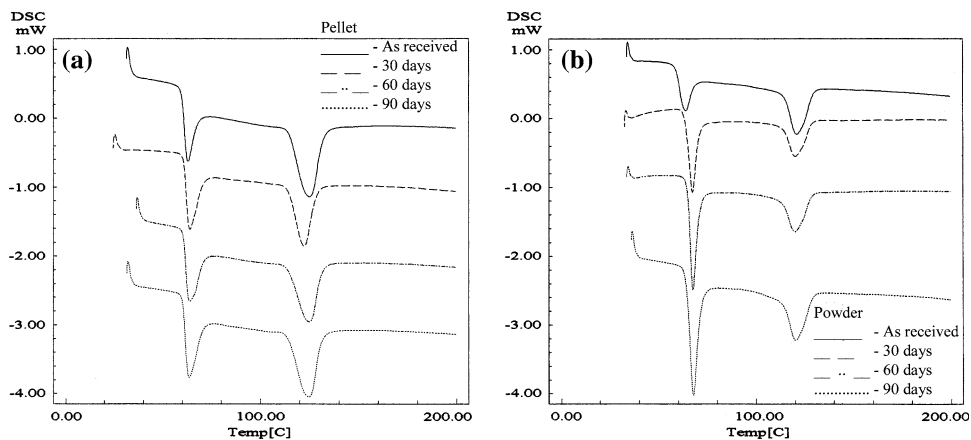 DSC
mW
1.00
0.00
-1.00
-2.00
-3.00
-4.00
(a)
Pellet
- As received
- 30 days
- 60 days
- 90 days
0.00
100.00
200.00
Temp[C]
DSC
mW
1.00
0.00
-1.00
-2.00
-3.00
-4.00
(b)
Powder
- As received
- 30 days
- 60 days
- 90 days
0.00
100.00
200.00
Temp[C]